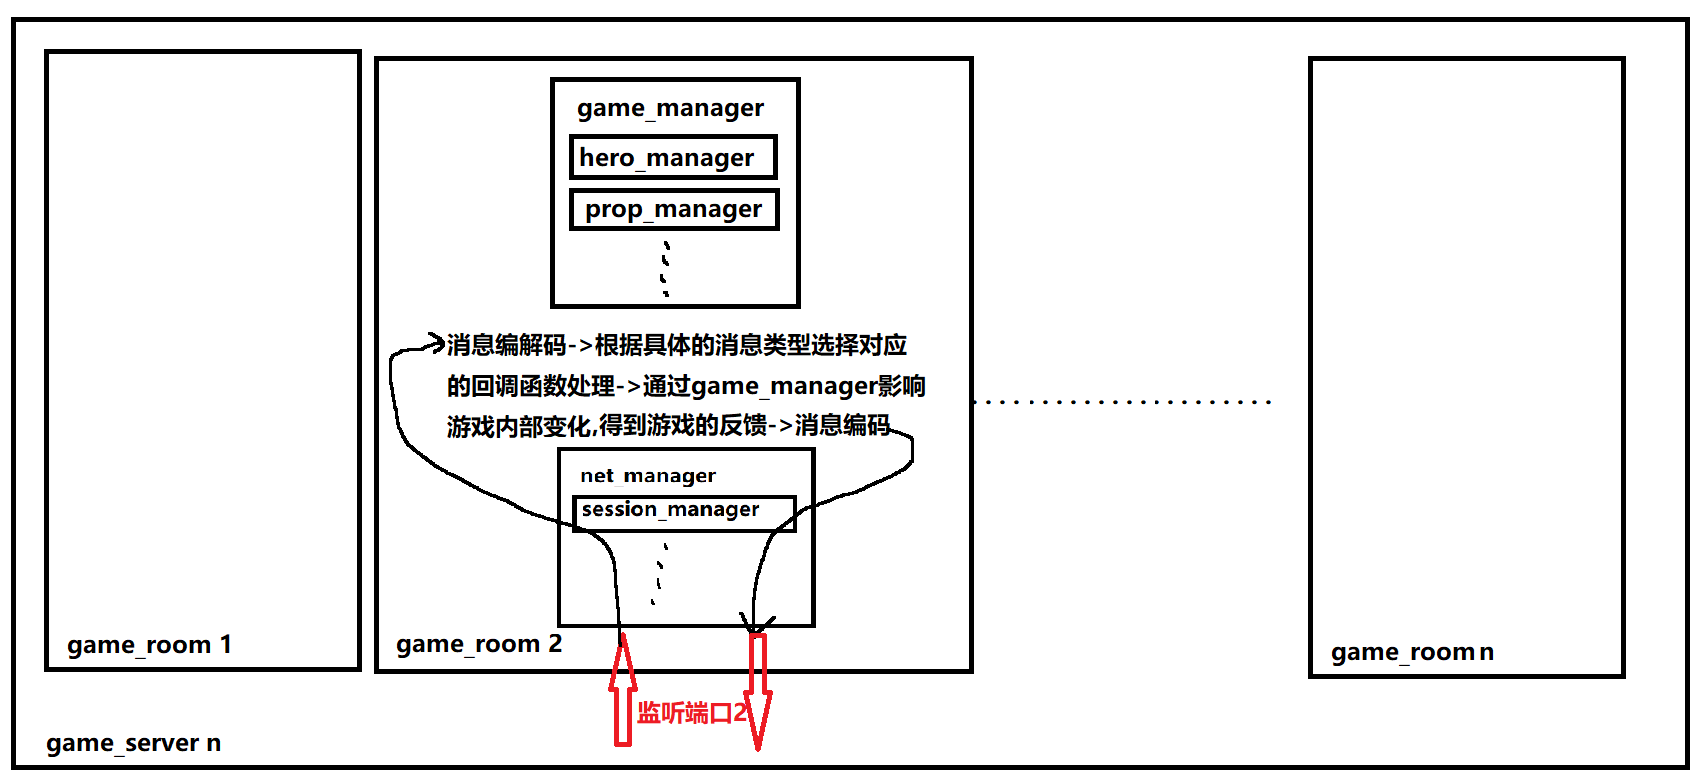 game_manager
hero_manager
prop_manager
消息编解码->根据具体的消息类型选择对应
的回调函数处理->通过game_manager影响
游戏内部变化,得到游戏的反馈->消息编码
net_manager
session_manager
game_room 1
game_room 2
game_room n
监听端口2
game_server n